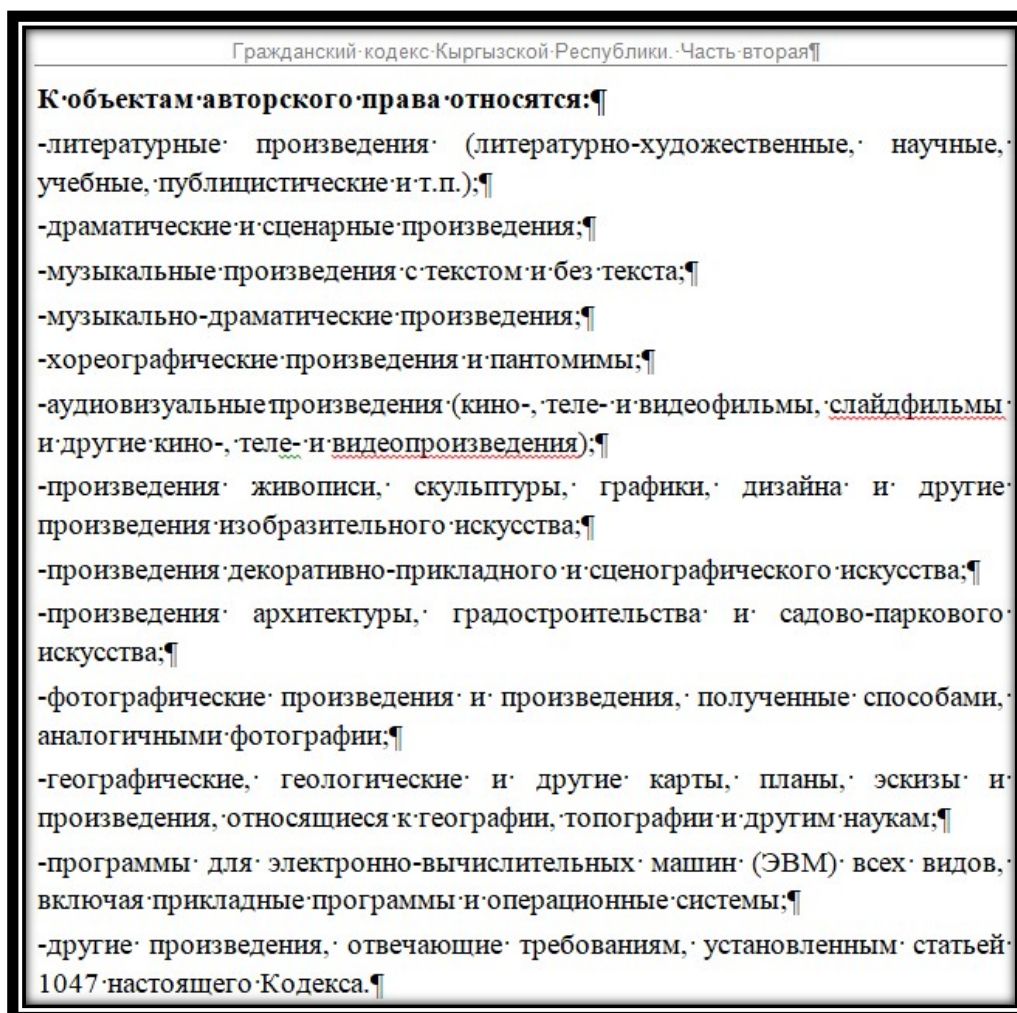 Гражданский кодекс Кыргызской Республики. Часть вторая¶
К объектам авторского права относятся:¶
-литературные произведения (литературно-художественные, научные,
учебные, публицистические и т.п.);¶
-драматические и сценарные произведения;¶
-музыкальные произведения с текстом и без текста;¶
-музыкально-драматические произведения;¶
-хореографические произведения и пантомимы;¶
-аудиовизуальные произведения (кино-, теле- и видеофильмы, слайдфильмы
и другие кино-, теле- и видеопроизведения);¶
-произведения живописи, скульптуры, графики, дизайна и другие
произведения изобразительного искусства;¶
-произведения декоративно-прикладного и сценографического искусства;¶
-произведения архитектуры, градостроительства и садово-паркового
искусства;¶
-фотографические произведения и произведения, полученные способами,
аналогичными фотографии;¶
-географические, геологические и другие карты, планы, эскизы и
произведения, относящиеся к географии, топографии и другим наукам;¶
-программы для электронно-вычислительных машин (ЭВМ) всех видов,
включая прикладные программы и операционные системы;¶
-другие произведения, отвечающие требованиям, установленным статьей
1047 настоящего Кодекса.¶